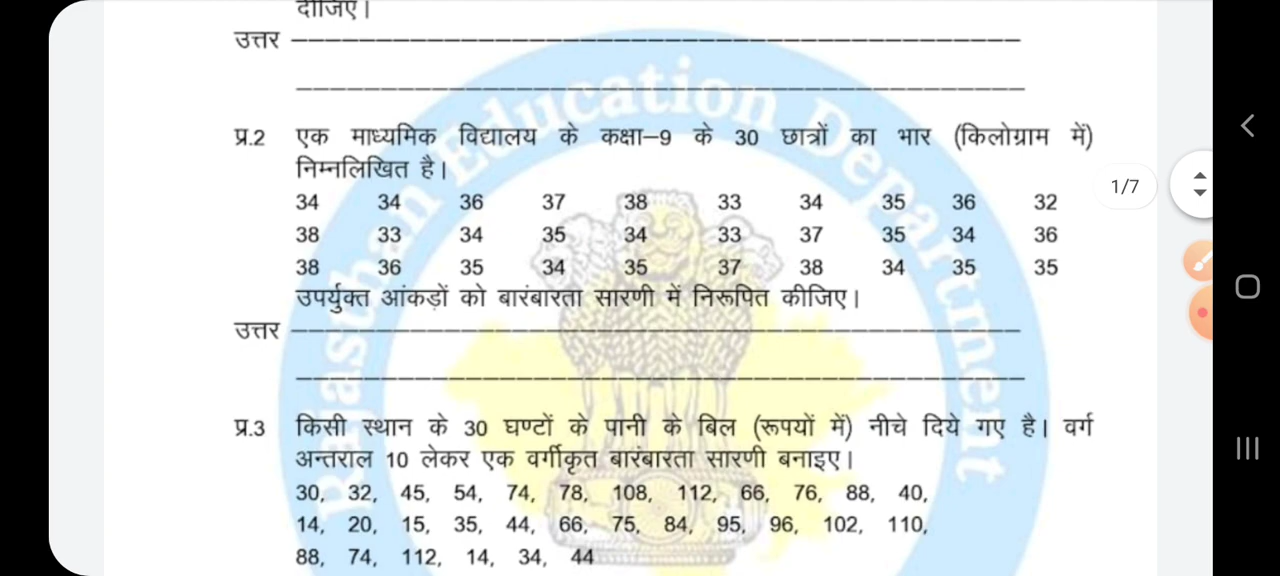 दीजिए।
उत्तर
प्र.2 एक माध्यमिक विद्यालय के कक्षा–9 के 30 छात्रों का भार (किलोग्राम में)
निम्नलिखित है।
34 34 36 37 38 33 34 35 36 32
38 33 34 35 34 33 37 35 34 36
38 36 35 34 35 37 38 34 35 35
उपर्युक्त आंकड़ों को बारंबारता सारणी में निरूपित कीजिए।
उत्तर
प्र.3 किसी स्थान के 30 घण्टों के पानी के बिल (रूपयों में) नीचे दिये गए है। वर्ग
अन्तराल 10 लेकर एक वर्गीकृत बारंबारता सारणी बनाइए।
30, 32, 45, 54, 74, 78, 108, 112, 66, 76, 88, 40,
14, 20, 15, 35, 44, 66, 75, 84, 95, 96, 102, 110,
88, 74, 112, 14, 34, 44
Rajasthan Education Department
1/7